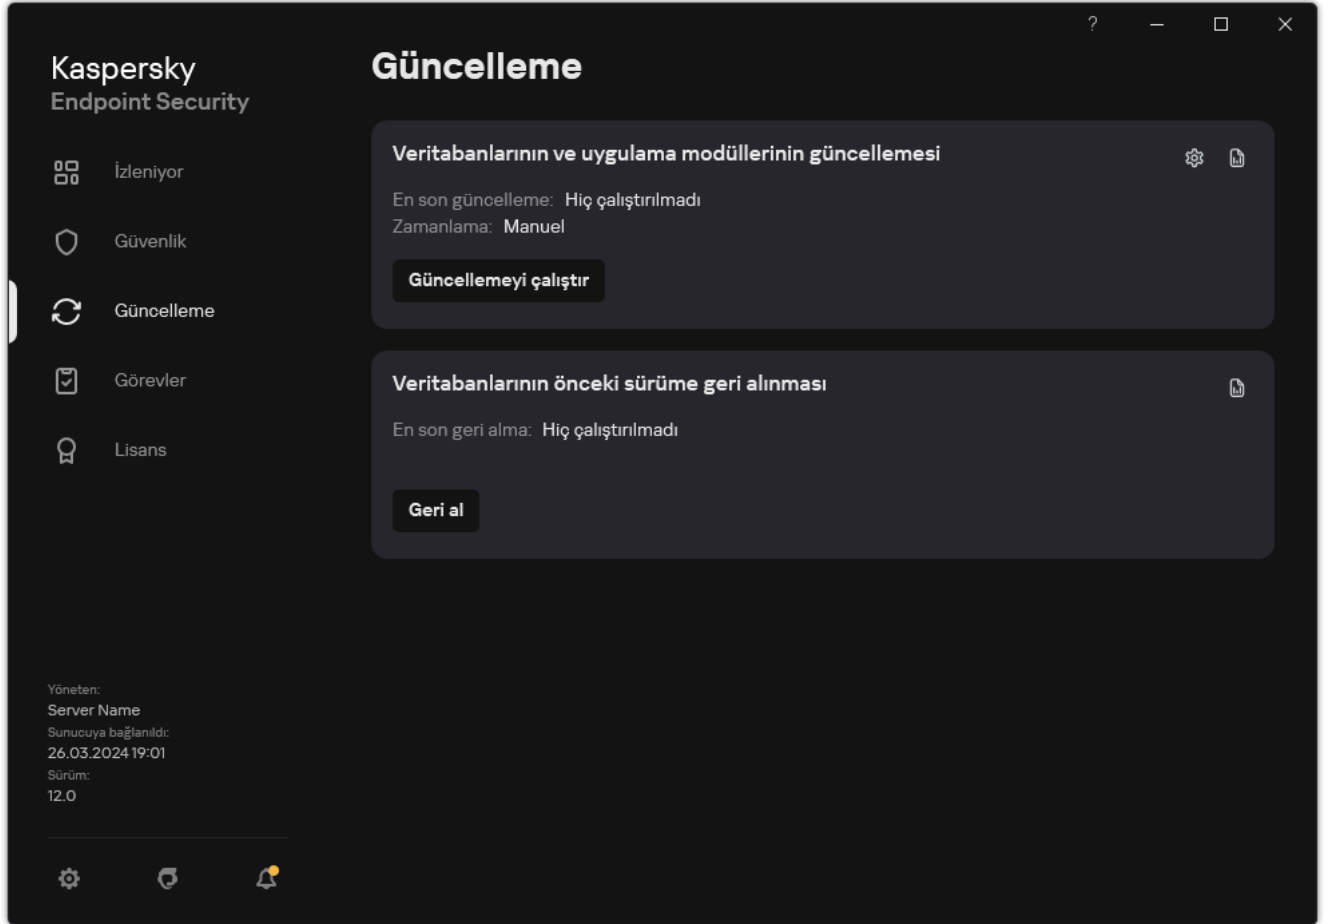 Kaspersky
Endpoint Security
İzleniyor
Güvenlik
Güncelleme
Görevler
Lisans
Yöneten:
Server Name
Sunucuya bağlanıldı:
26.03.2024 19:01
Sürüm:
12.0
?
Güncelleme
Veritabanlarının ve uygulama modüllerinin güncellemesi
En son güncelleme: Hiç çalıştırılmadı
Zamanlama: Manuel
Güncellemeyi çalıştır
Veritabanlarının önceki sürüme geri alınması
En son geri alma: Hiç çalıştırılmadı
Geri al